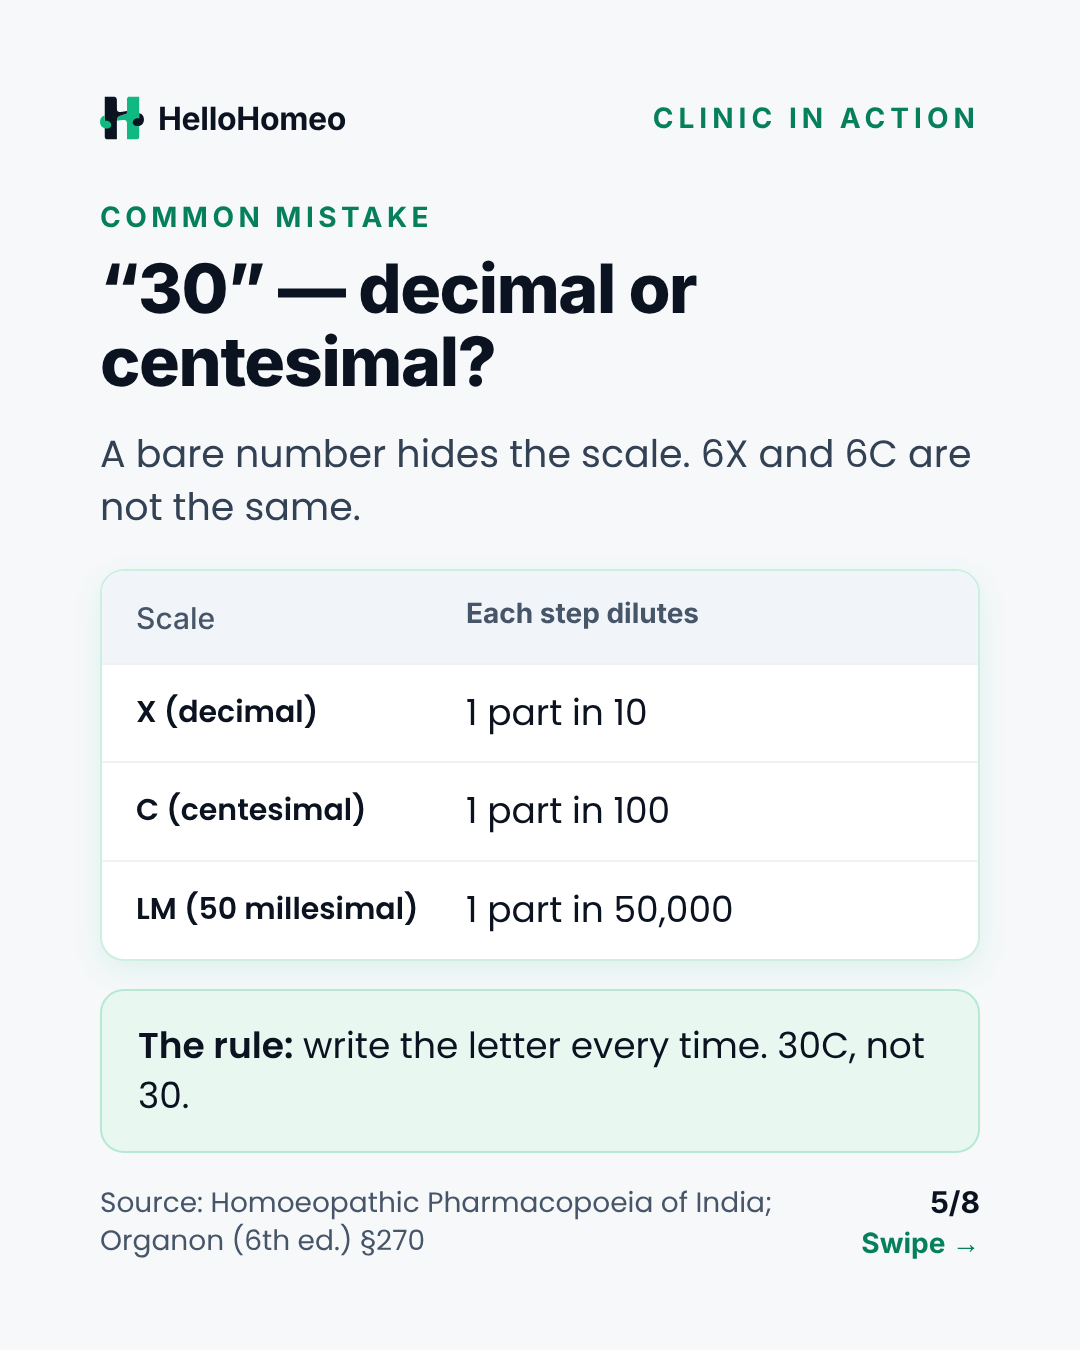 HelloHomeo
CLINIC IN ACTION
COMMON MISTAKE
“30” — decimal or
centesimal?
A bare number hides the scale. 6X and 6C are
not the same.
Scale Each step dilutes
X (decimal) 1 part in 10
C (centesimal) 1 part in 100
LM (50 millesimal) 1 part in 50,000
The rule: write the letter every time. 30C, not
30.
Source: Homoeopathic Pharmacopoeia of India;
Organon (6th ed.) §270
5/8
Swipe →